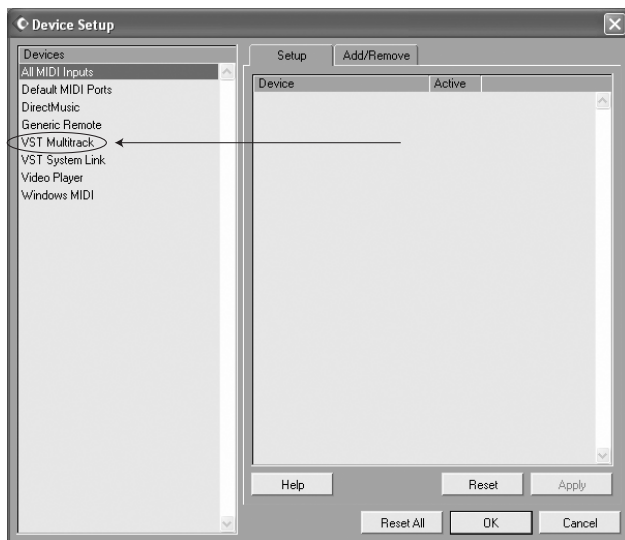 Device Setup
Devices
All MIDI Inputs
Default MIDI Ports
DirectMusic
Generic Remote
VST Multitrack
VST System Link
Video Player
Windows MIDI
Setup
Add/Remove
Device Active
Help
Reset
Apply
Reset All
OK
Cancel